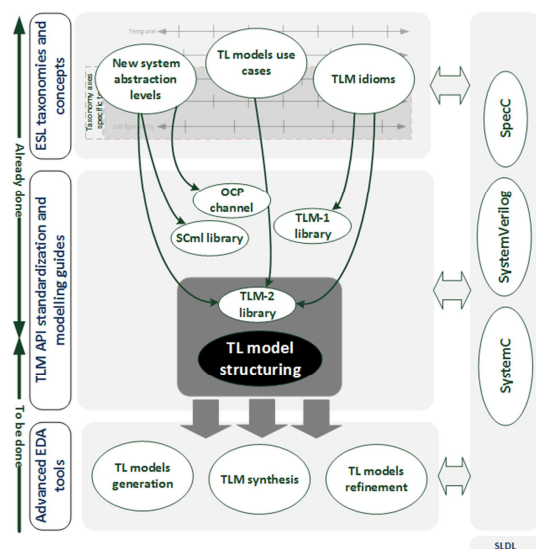 Already done
To be done
ESL taxonomies and
concepts
TLM API standardization and
modelling guides
Advanced EDA
tools
Temporal
Taxonomy axes
New system
abstraction
levels
TL models use
cases
TLM idioms
OCP
channel
SCml library
TLM-1
library
TLM-2
library
TL model
structuring
TL models
generation
TLM synthesis
TL models
refinement
SpecC
SystemVerilog
SystemC
SLDL